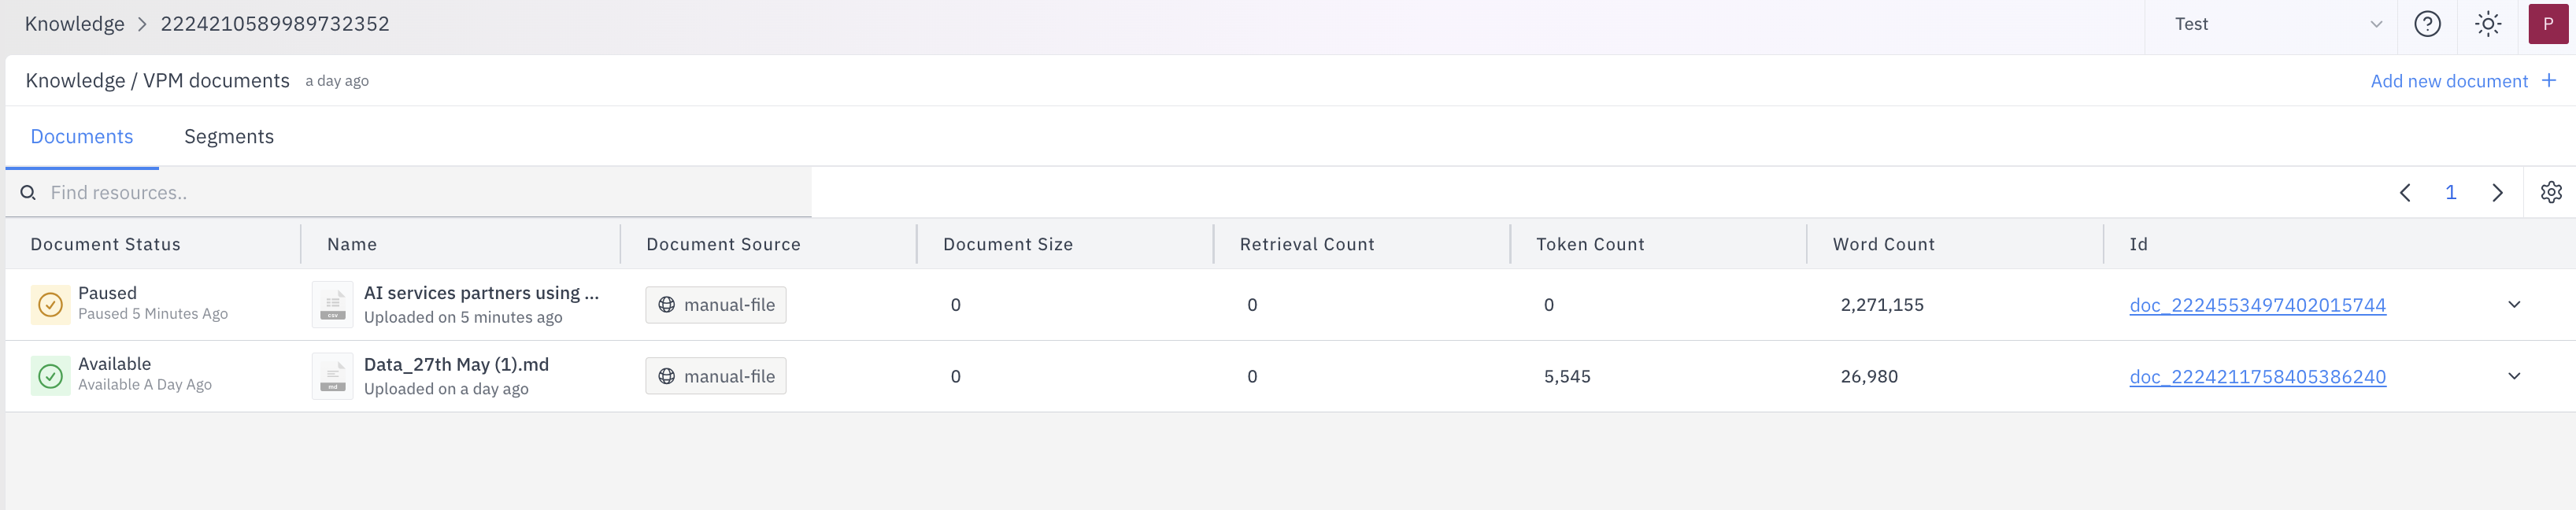 Knowledge > 2224210589989732352
Test
P
Knowledge / VPM documents a day ago
Add new document +
Documents Segments
Find resources..
1
Document Status Name Document Source Document Size Retrieval Count Token Count Word Count Id
Paused
Paused 5 Minutes Ago
AI services partners using ...
Uploaded on 5 minutes ago
manual-file
0 0 0 2,271,155 doc_2224553497402015744
Available
Available A Day Ago
md
Data_27th May (1).md
Uploaded on a day ago
manual-file
0 0 5,545 26,980 doc_2224211758405386240